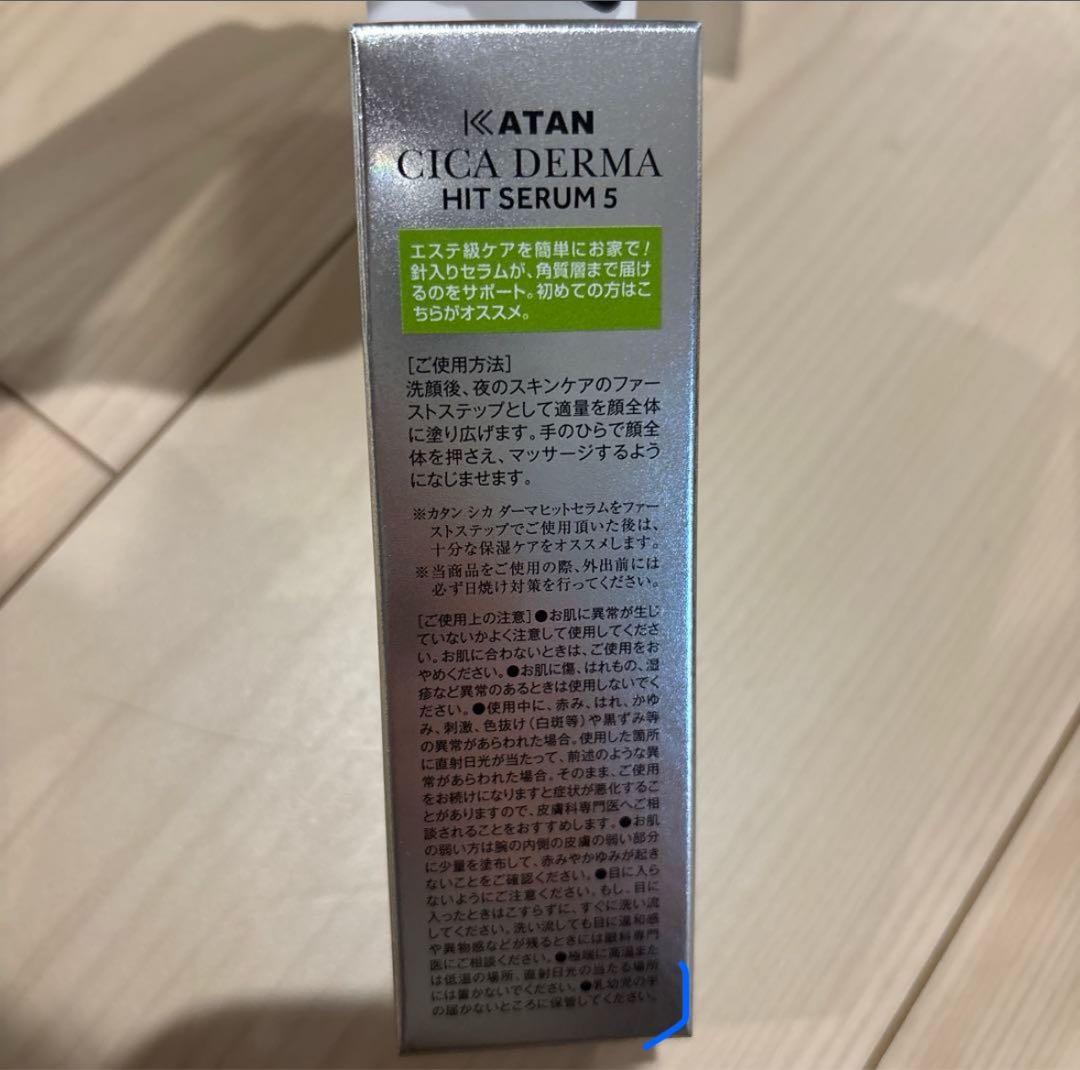 KATAN
CICA DERMA
HIT SERUM 5
エステ級ケアを簡単にお家で!
針入りセラムが、角質層まで届け
るのをサポート。初めての方はこ
ちらがオススメ。
[ご使用方法]
洗顔後、夜のスキンケアのファー
ストステップとして適量を顔全体
に塗り広げます。手のひらで顔全
体を押さえ、マッサージするよう
になじませます。
※カタン シカ ダーマヒットセラムをファー
ストステップでご使用頂いた後は、
十分な保湿ケアをオススメします。
※当商品をご使用の際、外出前には
必ず日焼け対策を行ってください。
[ご使用上の注意]●お肌に異常が生じ
ていないかよく注意して使用してくださ
い。お肌に合わないときは、ご使用をお
やめください。●お肌に傷、はれもの、湿
疹など異常のあるときは使用しないでく
ださい。●使用中に、赤み、はれ、かゆ
み、刺激、色抜け(白斑等)や黒ずみ等
の異常があらわれた場合。使用した箇所
に直射日光が当たって、前述のような異
常があらわれた場合。そのまま、ご使用
をお続けになりますと症状が悪化するこ
とがありますので、皮膚科専門医へご相
談されることをおすすめします。●お肌
の弱い方は腕の内側の皮膚の弱い部分
に少量を塗布して、赤みやかゆみが起き
ないことをご確認ください。●目に入ら
ないようにご注意ください。もし、目に
入ったときはこすらずに、すぐに洗い流
してください。洗い流しても目に違和感
や異物感などが残るときには眼科専門
医にご相談ください。●極端に高温また
は低温の場所、直射日光の当たる場所
には置かないでください。●乳幼児の手
の届かないところに保管してください。